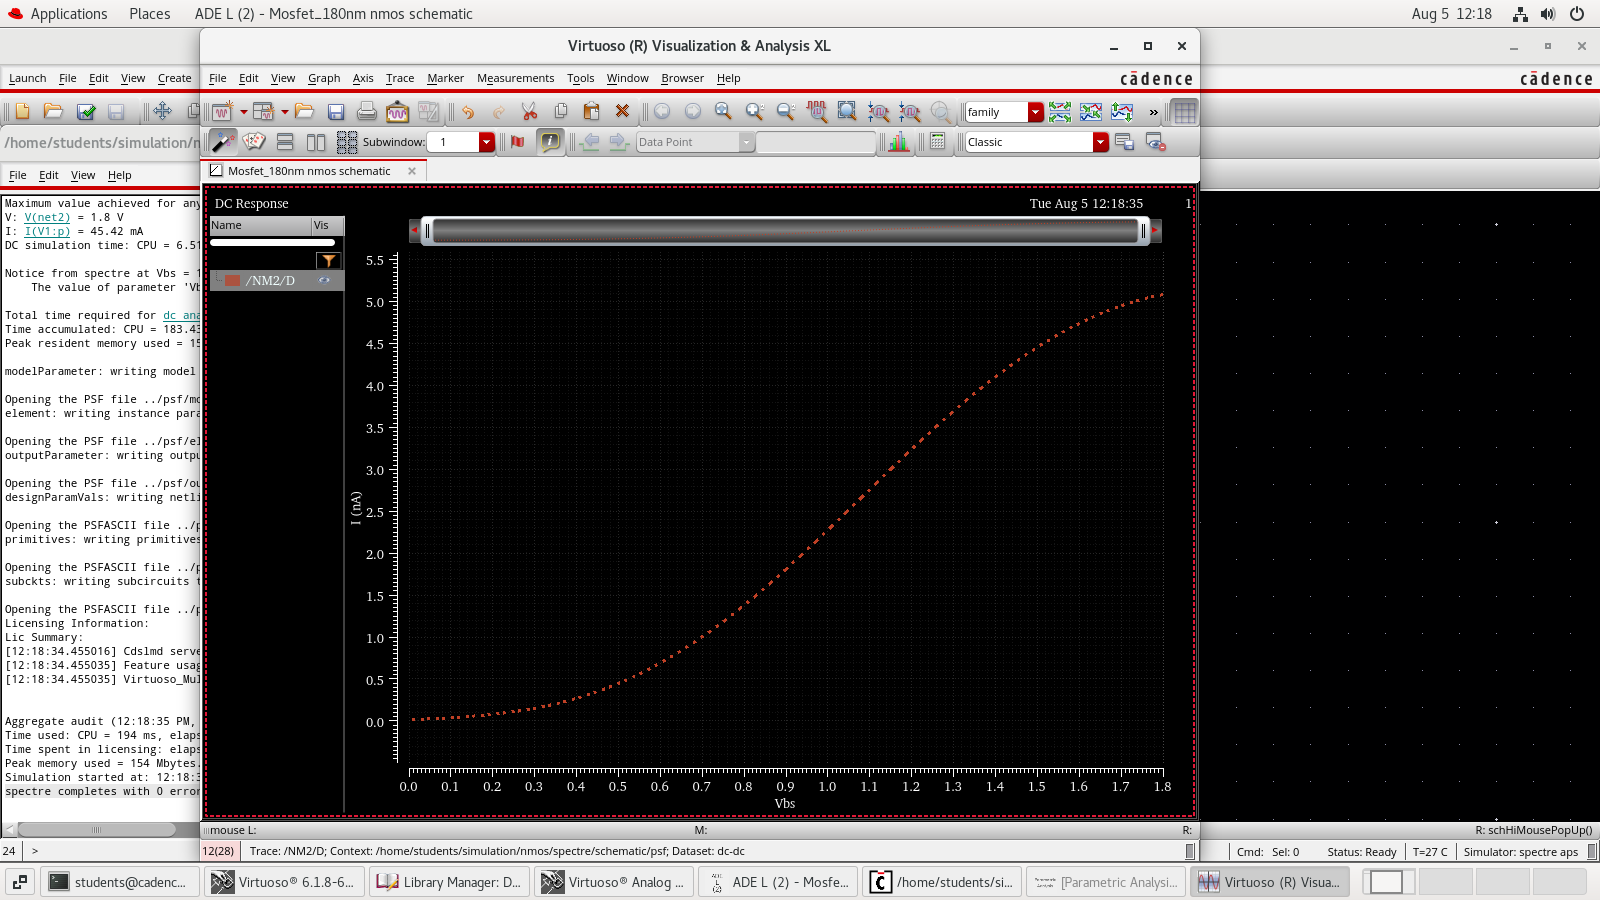 Applications Places ADE L (2) - Mosfet_180nm nmos schematic Aug 5 12:18
Virtuoso (R) Visualization & Analysis XL
Launch File Edit View Create
File Edit View Graph Axis Trace Marker Measurements Tools Window Browser Help cādence
cādence
family
/home/students/simulation/n
Subwindow: 1 Data Point Classic
Mosfet_180nm nmos schematic
File Edit View Help
Maximum value achieved for any
V: V(net2) = 1.8 V
I: I(V1:p) = 45.42 mA
DC simulation time: CPU = 6.51
Notice from spectre at Vbs = 1
The value of parameter 'Vb
Total time required for dc ana
Time accumulated: CPU = 183.43
Peak resident memory used = 15
modelParameter: writing model
Opening the PSF file ../psf/mo
element: writing instance para
Opening the PSF file ../psf/el
outputParameter: writing outpu
Opening the PSF file ../psf/ou
designParamVals: writing netli
Opening the PSFASCII file ../p
primitives: writing primitives
Opening the PSFASCII file ../p
subckts: writing subcircuits t
Opening the PSFASCII file ../p
Licensing Information:
Lic Summary:
[12:18:34.455016] Cdslmd serve
[12:18:34.455035] Feature usag
[12:18:34.455035] Virtuoso_Mul
Aggregate audit (12:18:35 PM,
Time used: CPU = 194 ms, elaps
Time spent in licensing: elaps
Peak memory used = 154 Mbytes.
Simulation started at: 12:18:3
spectre completes with 0 error
24 >
DC Response Tue Aug 5 12:18:35 1
Name Vis
/NM2/D
5.5
5.0
4.5
4.0
3.5
3.0
2.5
2.0
1.5
1.0
0.5
0.0
I (nA)
0.0 0.1 0.2 0.3 0.4 0.5 0.6 0.7 0.8 0.9 1.0 1.1 1.2 1.3 1.4 1.5 1.6 1.7 1.8
Vbs
mouse L: M: R:
R: schHiMousePopUp()
12(28) Trace: /NM2/D; Context: /home/students/simulation/nmos/spectre/schematic/psf; Dataset: dc-dc
Cmd: Sel: 0 Status: Ready T=27 C Simulator: spectre aps
students@cadenc... Virtuoso® 6.1.8-6... Library Manager: D... Virtuoso® Analog ... ADE L (2) - Mosfe... /home/students/si... [Parametric Analysi... Virtuoso (R) Visua...